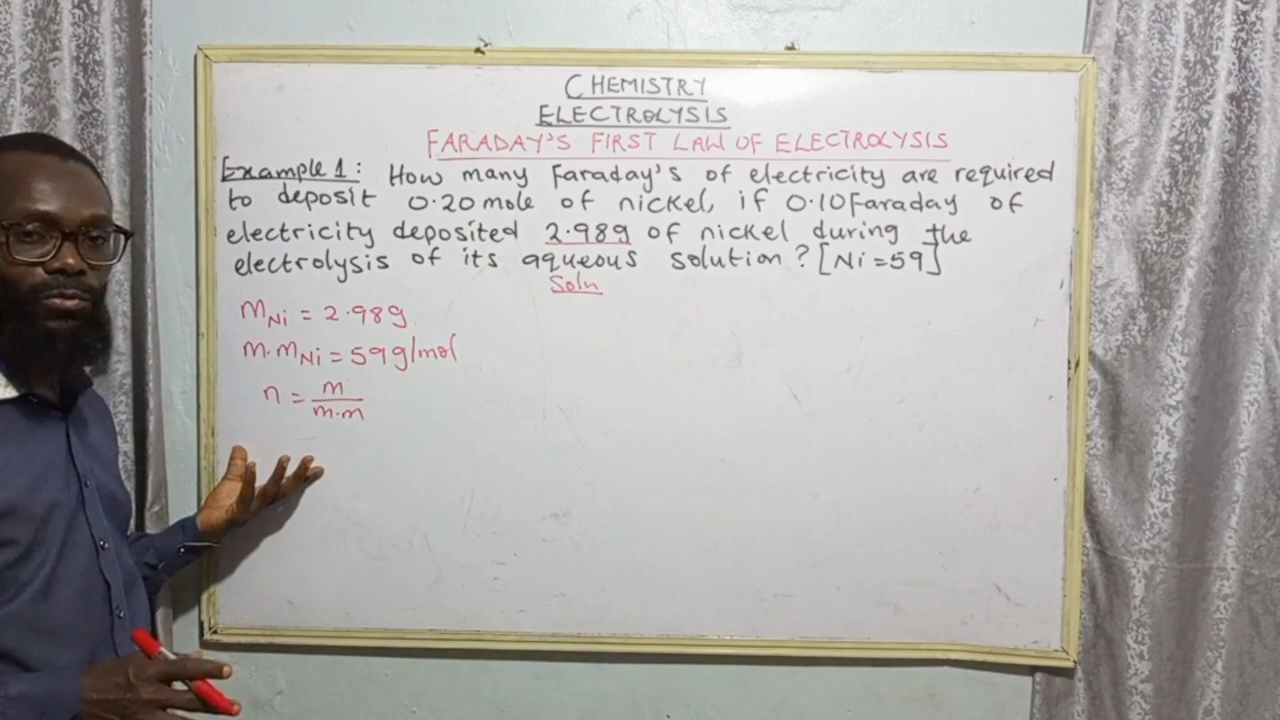 CHEMISTRY
ELECTROLYSIS
FARADAY'S FIRST LAW OF ELECTROLYSIS
Example 1: How many Faraday's of electricity are required
to deposit 0.20 mole of nickel, if 0.10 Faraday of
electricity deposited 2.98g of nickel during the
electrolysis of its aqueous solution? [Ni=59]
Soln
mNi = 2.98g
m.mNi = 59g/mol
n = m/m.m